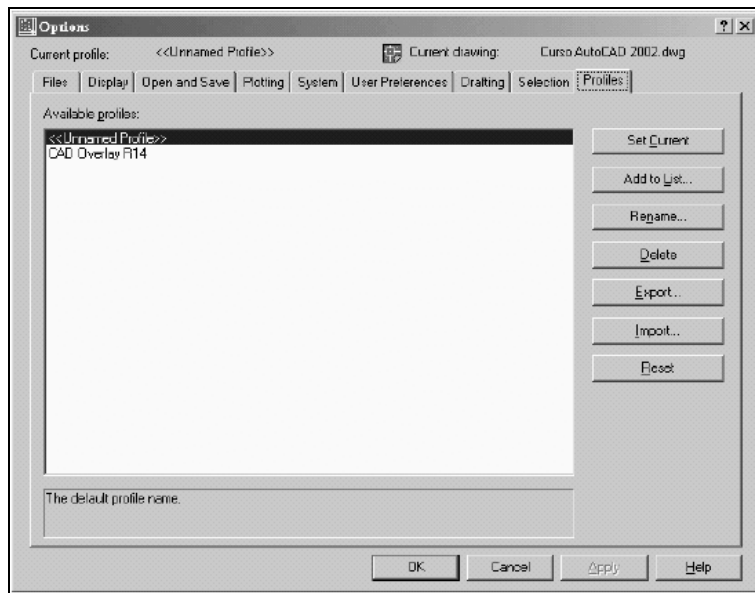 Options
Current profile: <<Unnamed Profile>> Current drawing: Curso AutoCAD 2002.dwg
Files Display Open and Save Plotting System User Preferences Drafting Selection Profiles
Available profiles:
<<Unnamed Profile>>
CAD Overlay R14
Set Current
Add to List...
Rename...
Delete
Export...
Import...
Reset
The default profile name.
OK Cancel Apply Help